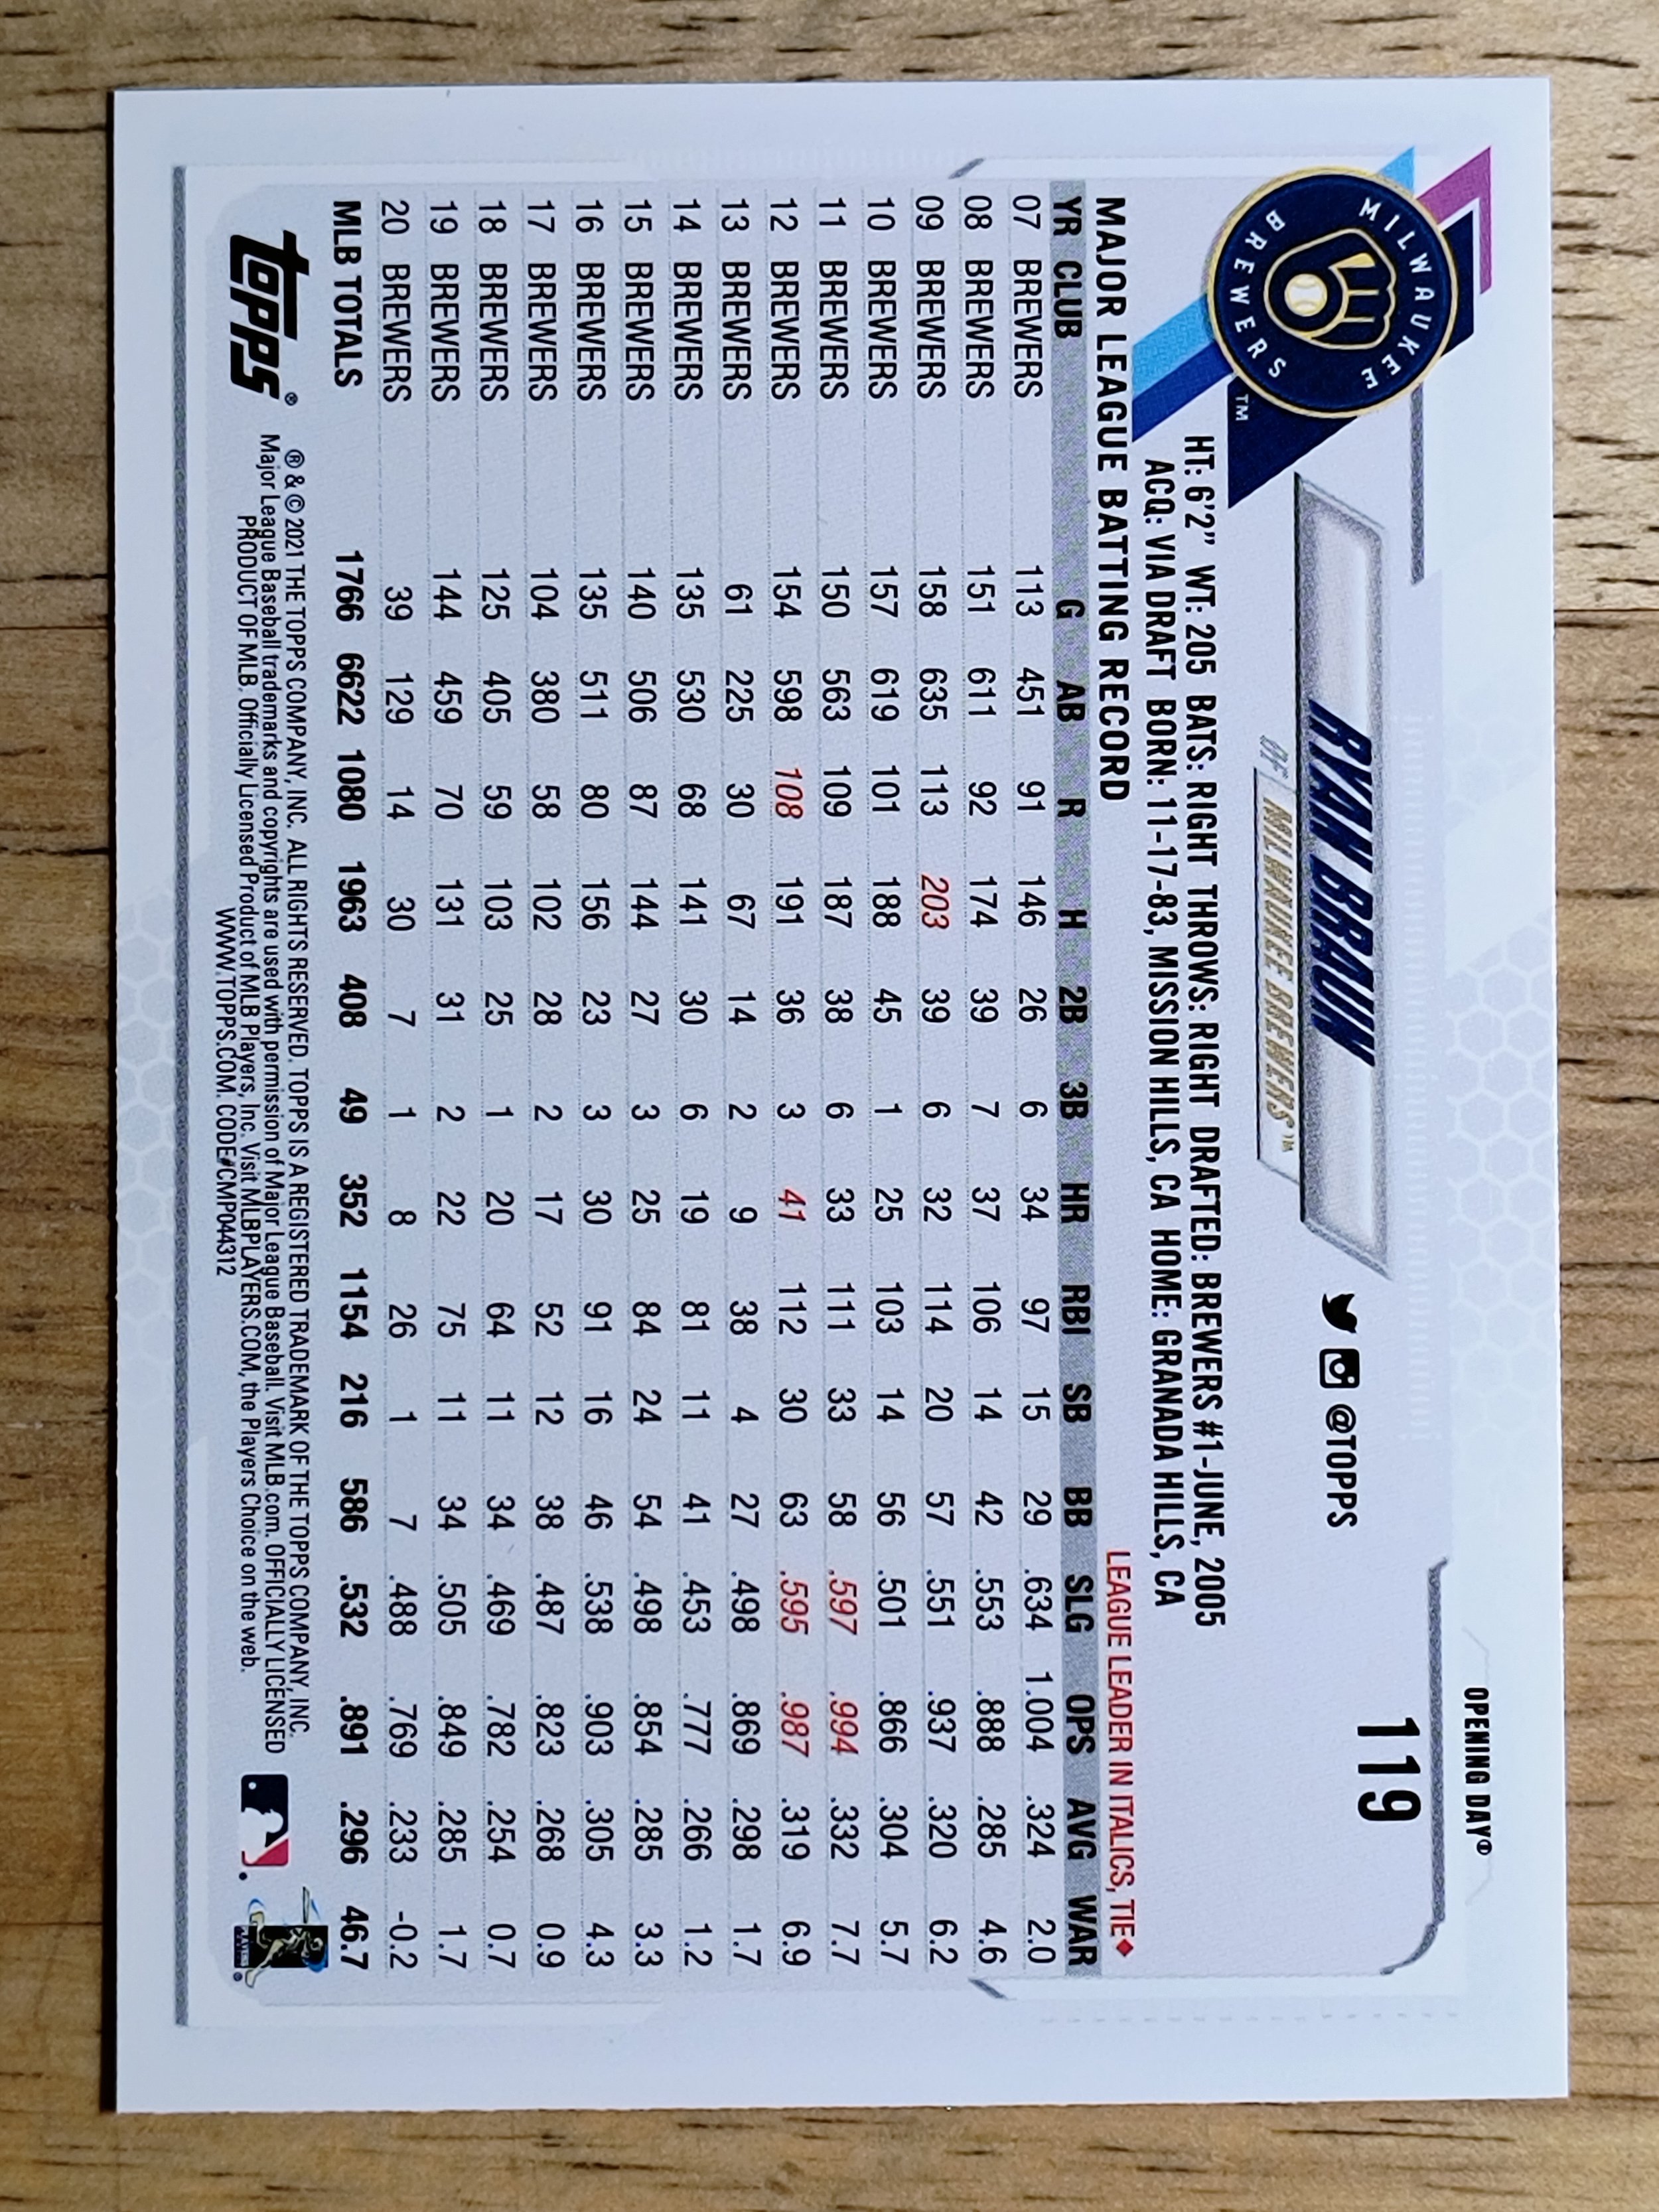 OPENING DAY®
119
MILWAUKEE
BREWERS
TM
RYAN BRAUN
@TOPPS
OF MILWAUKEE BREWERS™
HT: 6'2" WT: 205 BATS: RIGHT THROWS: RIGHT DRAFTED: BREWERS #1-JUNE, 2005
ACQ: VIA DRAFT BORN: 11-17-83, MISSION HILLS, CA HOME: GRANADA HILLS, CA
MAJOR LEAGUE BATTING RECORD LEAGUE LEADER IN ITALICS, TIE♦
YR CLUB G AB R H 2B 3B HR RBI SB BB SLG OPS AVG WAR
07 BREWERS 113 451 91 146 26 6 34 97 15 29 .634 1.004 .324 2.0
08 BREWERS 151 611 92 174 39 7 37 106 14 42 .553 .888 .285 4.6
09 BREWERS 158 635 113 203 39 6 32 114 20 57 .551 .937 .320 6.2
10 BREWERS 157 619 101 188 45 1 25 103 14 56 .501 .866 .304 5.7
11 BREWERS 150 563 109 187 38 6 33 111 33 58 .597 .994 .332 7.7
12 BREWERS 154 598 108 191 36 3 41 112 30 63 .595 .987 .319 6.9
13 BREWERS 61 225 30 67 14 2 9 38 4 27 .498 .869 .298 1.7
14 BREWERS 135 530 68 141 30 6 19 81 11 41 .453 .777 .266 1.2
15 BREWERS 140 506 87 144 27 3 25 84 24 54 .498 .854 .285 3.3
16 BREWERS 135 511 80 156 23 3 30 91 16 46 .538 .903 .305 4.3
17 BREWERS 104 380 58 102 28 2 17 52 12 38 .487 .823 .268 0.9
18 BREWERS 125 405 59 103 25 1 20 64 11 34 .469 .782 .254 0.7
19 BREWERS 144 459 70 131 31 2 22 75 11 34 .505 .849 .285 1.7
20 BREWERS 39 129 14 30 7 1 8 26 1 7 .488 .769 .233 -0.2
MLB TOTALS 1766 6622 1080 1963 408 49 352 1154 216 586 .532 .891 .296 46.7
topps®
® & © 2021 THE TOPPS COMPANY, INC. ALL RIGHTS RESERVED. TOPPS IS A REGISTERED TRADEMARK OF THE TOPPS COMPANY, INC.
Major League Baseball trademarks and copyrights are used with permission of Major League Baseball. Visit MLB.com. OFFICIALLY LICENSED
PRODUCT OF MLB. Officially Licensed Product of MLB Players, Inc. Visit MLBPLAYERS.COM, the Players Choice on the web.
WWW.TOPPS.COM. CODE#CMP044312